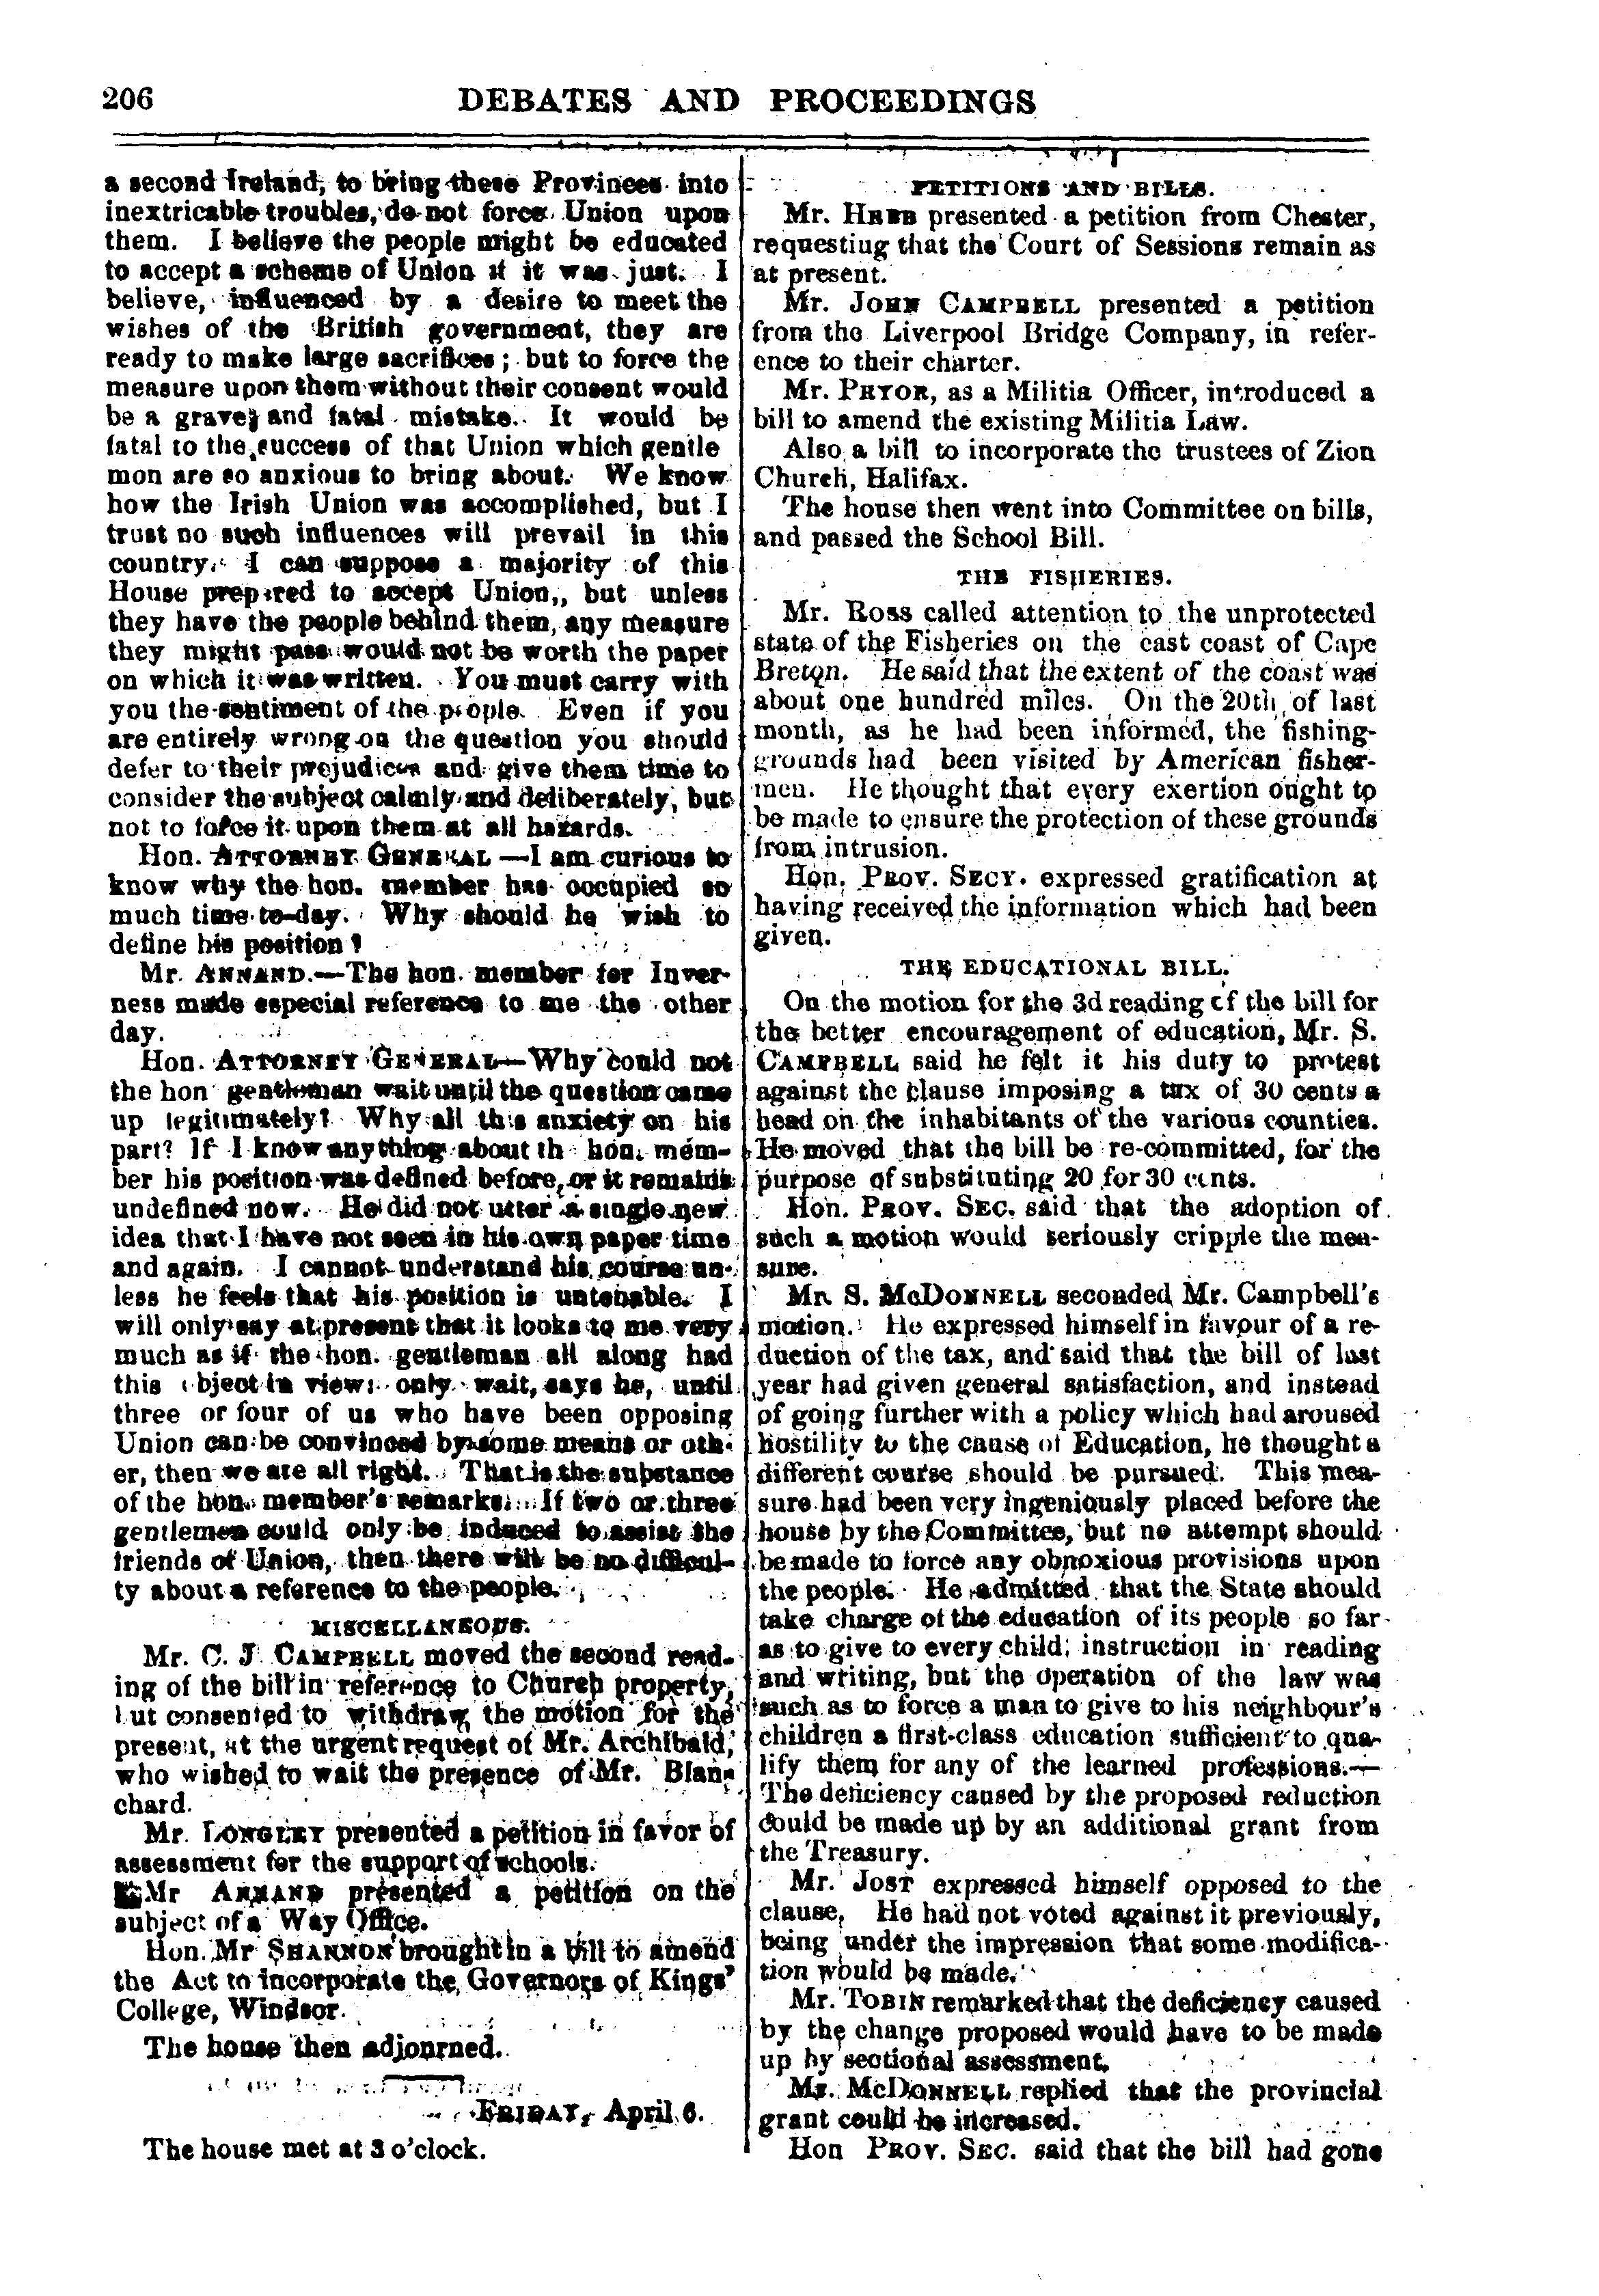 206 DEBATES AND PROCEEDINGS
a second Ireland, to bring these Provinces into
inextricable troubles, do not force Union upon
them. I believe the people might be educated
to accept a scheme of Union if it was just. I
believe, influenced by a desire to meet the
wishes of the British government, they are
ready to make large sacrifices; but to force the
measure upon them without their consent would
be a grave and fatal mistake. It would be
fatal to the success of that Union which gentle
mon are so anxious to bring about. We know
how the Irish Union was accomplished, but I
trust no such influences will prevail in this
country. I can suppose a majority of this
House prepared to accept Union,, but unless
they have the people behind them, any measure
they might pass would not be worth the paper
on which it was written. You must carry with
you the sentiment of the people. Even if you
are entirely wrong on the question you should
defer to their prejudices and give them time to
consider the subject calmly and deliberately, but
not to force it upon them at all hazards.
Hon. ATTORNEY GENERAL—I am curious to
know why the hon. member has occupied so
much time to-day. Why should he wish to
define his position?
Mr. ANNAND.—The hon. member for Inver-
ness made especial reference to me the other
day.
Hon. ATTORNEY GENERAL—Why could not
the hon gentleman wait until the question came
up legitimately? Why all this anxiety on his
part? If I know anything about th hon. mem-
ber his position was defined before, or it remains
undefined now. He did not utter a single new
idea that I have not seen in his own paper time
and again. I cannot understand his course un-
less he feels that his position is untenable. I
will only say at present that it looks to me very
much as if the hon. gentleman all along had
this object in view: only wait, says he, until
three or four of us who have been opposing
Union can be convinced by some means or oth-
er, then we are all right. That is the substance
of the hon. member's remarks. If two or three
gentlemen could only be induced to assist the
friends of Union, then there will be no difficul-
ty about a reference to the people.
MISCELLANEOUS.
Mr. C. J CAMPBELL moved the second read-
ing of the bill in reference to Church property,
but consented to withdraw the motion for the
present, at the urgent request of Mr. Archibald,
who wished to wait the presence of Mr. Blan-
chard.
Mr. LONGLEY presented a petition in favor of
assessment for the support of schools.
Mr ANNAND presented a petition on the
subject of a Way Office.
Hon. Mr SHANNON brought in a bill to amend
the Act to incorporate the Governors of Kings'
College, Windsor.
The house then adjourned.
FRIDAY, April 6.
The house met at 3 o'clock.
PETITIONS AND BILLS.
Mr. HEBB presented a petition from Chester,
requesting that the Court of Sessions remain as
at present.
Mr. JOHN CAMPBELL presented a petition
from the Liverpool Bridge Company, in refer-
ence to their charter.
Mr. PRYOR, as a Militia Officer, introduced a
bill to amend the existing Militia Law.
Also a bill to incorporate the trustees of Zion
Church, Halifax.
The house then went into Committee on bills,
and passed the School Bill.
THE FISHERIES.
Mr. ROSS called attention to the unprotected
state of the Fisheries on the east coast of Cape
Breton. He said that the extent of the coast was
about one hundred miles. On the 20th of last
month, as he had been informed, the fishing-
grounds had been visited by American fisher-
men. He thought that every exertion ought to
be made to ensure the protection of these grounds
from intrusion.
Hon. PROV. SECY. expressed gratification at
having received the information which had been
given.
THE EDUCATIONAL BILL.
On the motion for the 3d reading of the bill for
the better encouragement of education, Mr. S.
CAMPBELL said he felt it his duty to protest
against the clause imposing a tax of 30 cents a
head on the inhabitants of the various counties.
He moved that the bill be re-committed, for the
purpose of substituting 20 for 30 cents.
Hon. PROV. SEC. said that the adoption of
such a motion would seriously cripple the mea-
sure.
Mr. S. MCDONNELL seconded Mr. Campbell's
motion. He expressed himself in favour of a re-
duction of the tax, and said that the bill of last
year had given general satisfaction, and instead
of going further with a policy which had aroused
hostility to the cause of Education, he thought a
different course should be pursued. This mea-
sure had been very ingeniously placed before the
house by the Committee, but no attempt should
be made to force any obnoxious provisions upon
the people. He admitted that the State should
take charge of the education of its people so far
as to give to every child instruction in reading
and writing, but the operation of the law was
such as to force a man to give to his neighbour's
children a first-class education sufficient to qua-
lify them for any of the learned professions.—
The deficiency caused by the proposed reduction
could be made up by an additional grant from
the Treasury.
Mr. JOST expressed himself opposed to the
clause, He had not voted against it previously,
being under the impression that some modifica-
tion would be made.
Mr. TOBIN remarked that the deficiency caused
by the change proposed would have to be made
up by sectional assessment.
Mr. MCDONNELL replied that the provincial
grant could be increased.
Hon PROV. SEC. said that the bill had gone